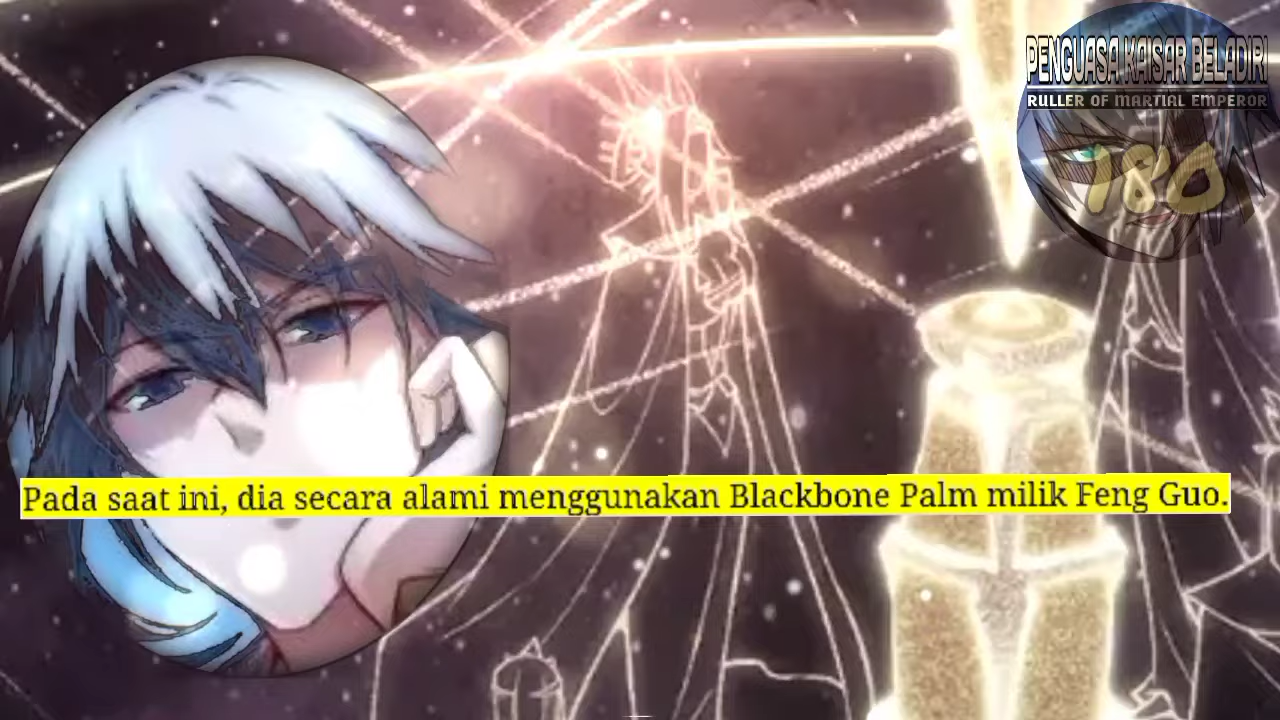 PENGUASA KAISAR BELADIRI
RULLER OF MARTIAL EMPEROR
780
Pada saat ini, dia secara alami menggunakan Blackbone Palm milik Feng Guo.